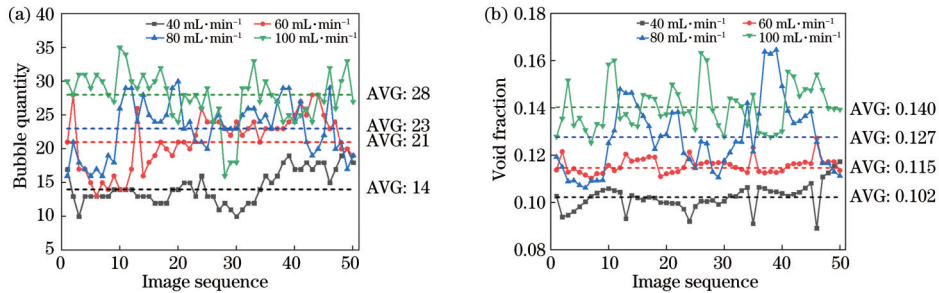 (a)
40 mL·min⁻¹ 60 mL·min⁻¹
80 mL·min⁻¹ 100 mL·min⁻¹
Bubble quantity
40
35
30
25
20
15
10
5
0 10 20 30 40 50
Image sequence
AVG: 28
AVG: 23
AVG: 21
AVG: 14
(b)
40 mL·min⁻¹ 60 mL·min⁻¹
80 mL·min⁻¹ 100 mL·min⁻¹
Void fraction
0.18
0.16
0.14
0.12
0.10
0.08
0 10 20 30 40 50
Image sequence
AVG: 0.140
AVG: 0.127
AVG: 0.115
AVG: 0.102